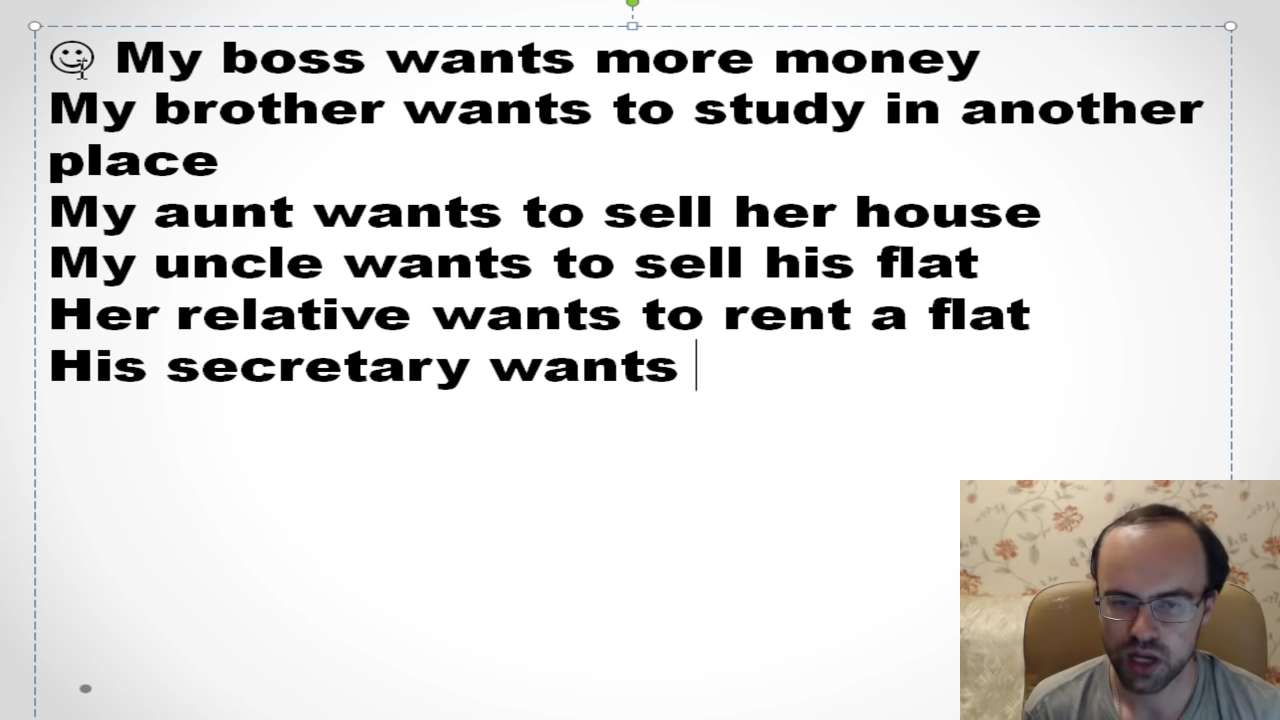 ☺ My boss wants more money
My brother wants to study in another
place
My aunt wants to sell her house
My uncle wants to sell his flat
Her relative wants to rent a flat
His secretary wants